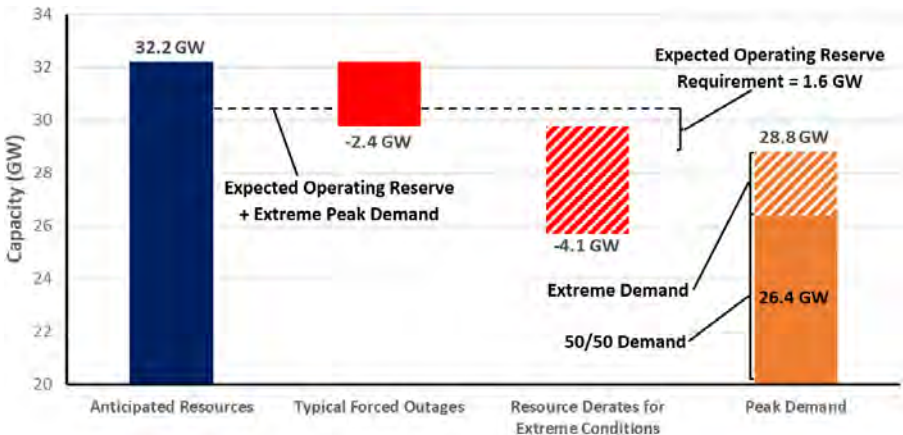 34
32
30
28
26
24
22
20
Capacity (GW)
32.2 GW
-2.4 GW
-4.1 GW
28.8 GW
26.4 GW
Expected Operating Reserve
Requirement = 1.6 GW
Expected Operating Reserve
+ Extreme Peak Demand
Extreme Demand
50/50 Demand
Anticipated Resources
Typical Forced Outages
Resource Derates for
Extreme Conditions
Peak Demand